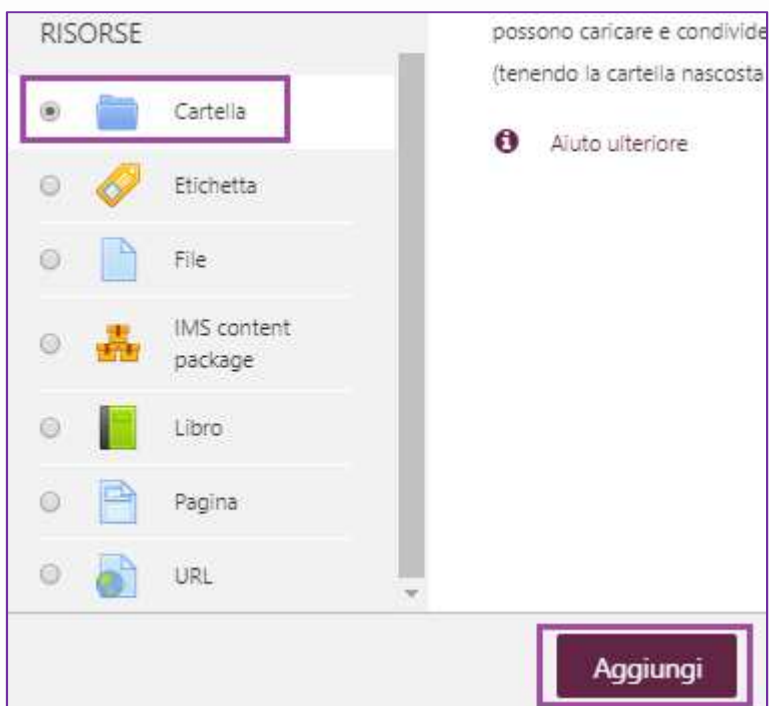 RISORSE
Cartella
Etichetta
File
IMS content
package
Libro
Pagina
URL
possono caricare e condivide
(tenendo la cartella nascosta
Aiuto ulteriore
Aggiungi